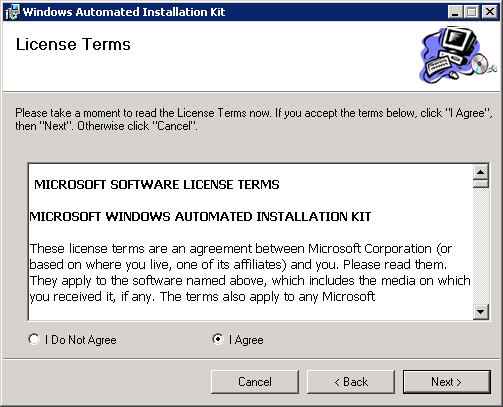 Windows Automated Installation Kit
License Terms
Please take a moment to read the License Terms now. If you accept the terms below, click "I Agree",
then "Next". Otherwise click "Cancel".
MICROSOFT SOFTWARE LICENSE TERMS
MICROSOFT WINDOWS AUTOMATED INSTALLATION KIT
These license terms are an agreement between Microsoft Corporation (or
based on where you live, one of its affiliates) and you. Please read them.
They apply to the software named above, which includes the media on which
you received it, if any. The terms also apply to any Microsoft
I Do Not Agree
I Agree
Cancel
< Back
Next >